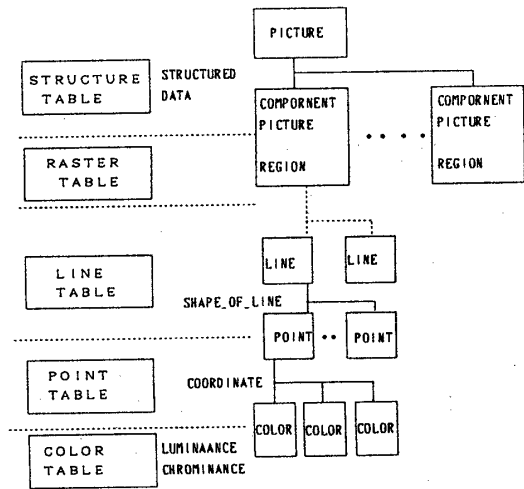 PICTURE
STRUCTURE
TABLE
STRUCTURED
DATA
COMPORNENT
PICTURE
REGION
COMPORNENT
PICTURE
REGION
RASTER
TABLE
LINE
LINE
LINE
TABLE
SHAPE_OF_LINE
POINT
POINT
POINT
TABLE
COORDINATE
COLOR
COLOR
COLOR
COLOR
TABLE
LUMINAANCE
CHROMINANCE